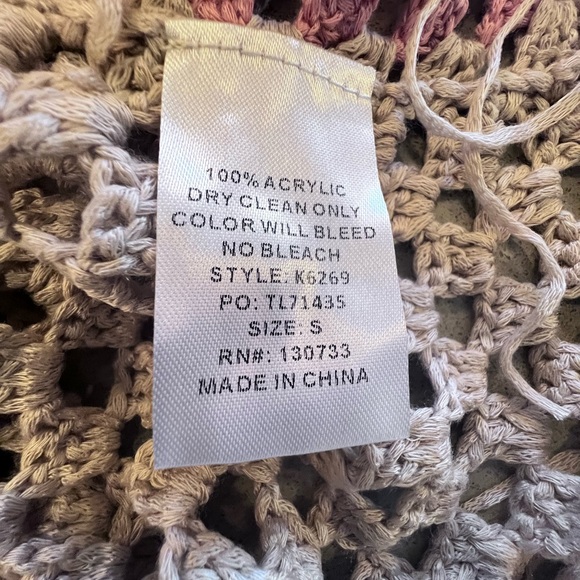 100% ACRYLIC
DRY CLEAN ONLY
COLOR WILL BLEED
NO BLEACH
STYLE: K6269
PO: TL71435
SIZE: S
RN#: 130733
MADE IN CHINA